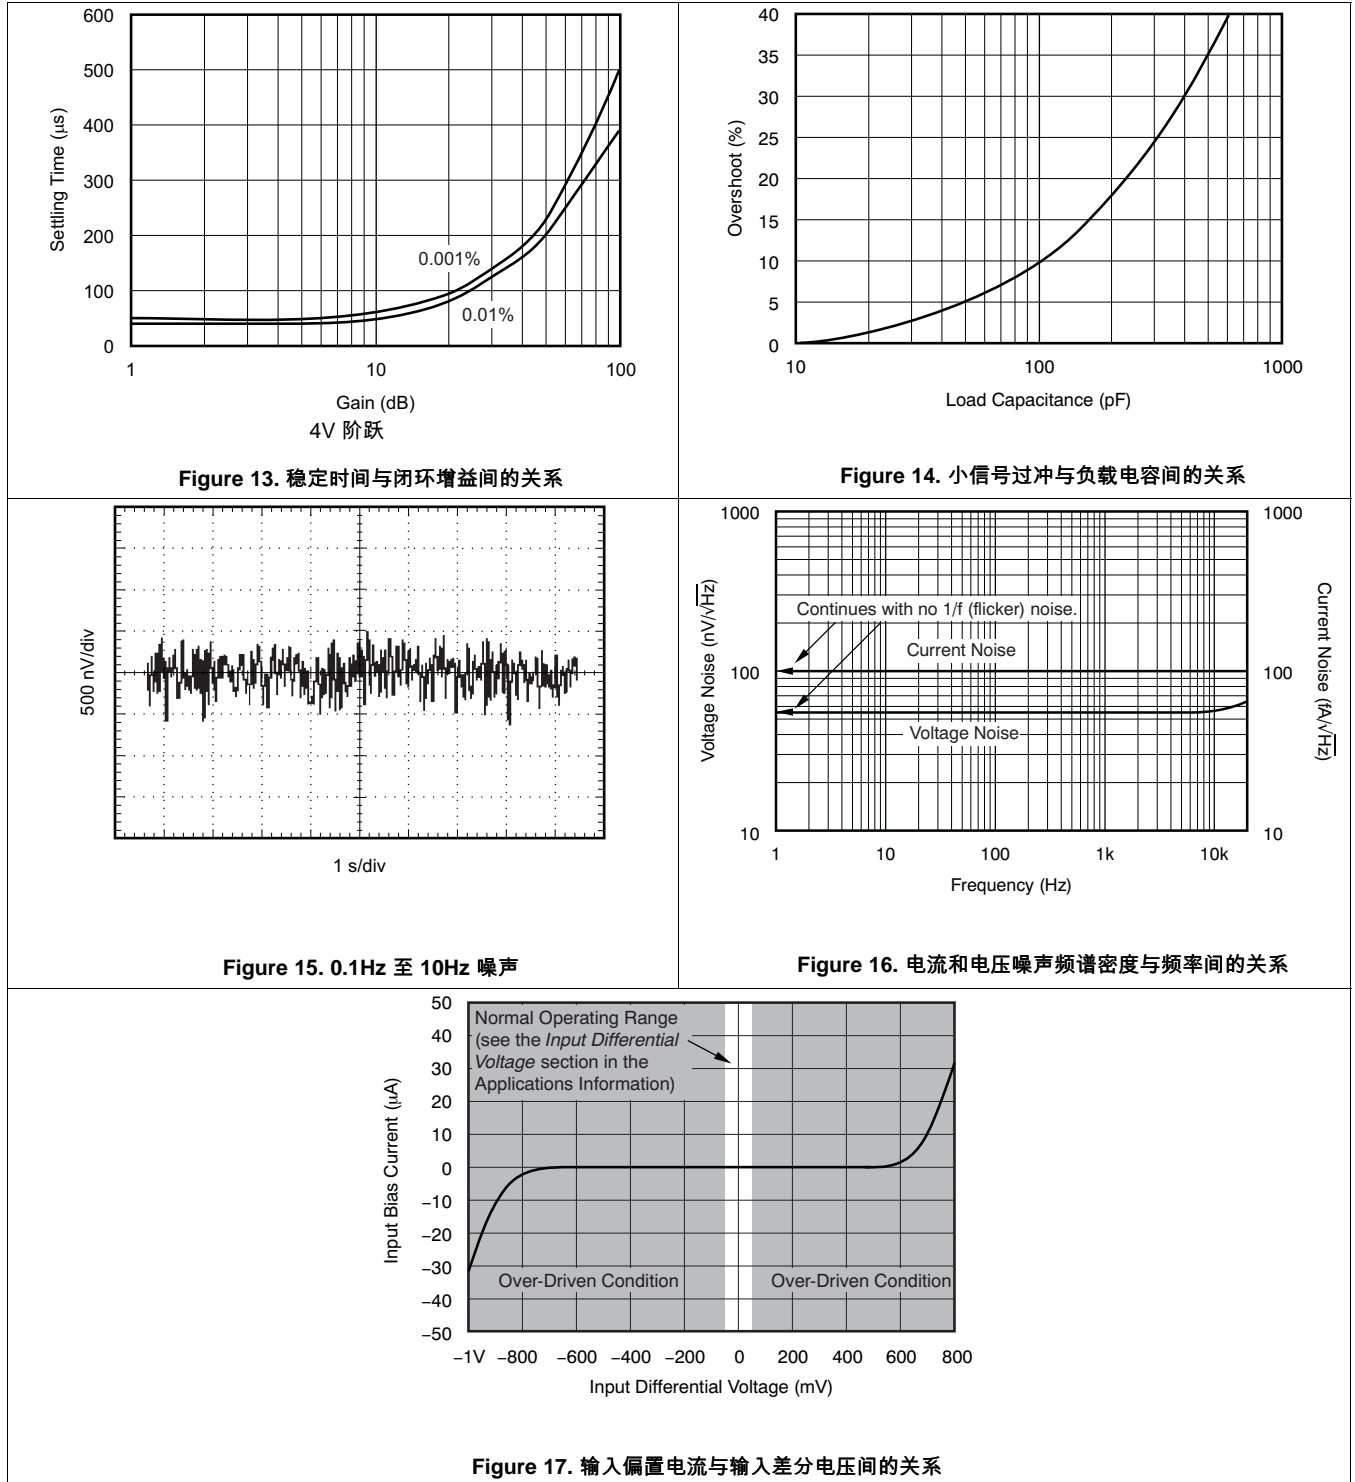 600
500
400
300
200
100
0
Settling Time (μs)
0.001%
0.01%
1
10
100
Gain (dB)
4V 阶跃
Figure 13. 稳定时间与闭环增益间的关系
40
35
30
25
20
15
10
5
0
Overshoot (%)
10
100
1000
Load Capacitance (pF)
Figure 14. 小信号过冲与负载电容间的关系
500 nV/div
1 s/div
Figure 15. 0.1Hz 至 10Hz 噪声
1000
100
10
Voltage Noise (nV/√Hz)
Continues with no 1/f (flicker) noise.
Current Noise
Voltage Noise
1000
100
10
Current Noise (fA/√Hz)
1
10
100
1k
10k
Frequency (Hz)
Figure 16. 电流和电压噪声频谱密度与频率间的关系
50
40
30
20
10
0
−10
−20
−30
−40
−50
Input Bias Current (μA)
Normal Operating Range
(see the Input Differential
Voltage section in the
Applications Information)
Over-Driven Condition
Over-Driven Condition
−1V −800 −600 −400 −200 0 200 400 600 800
Input Differential Voltage (mV)
Figure 17. 输入偏置电流与输入差分电压间的关系